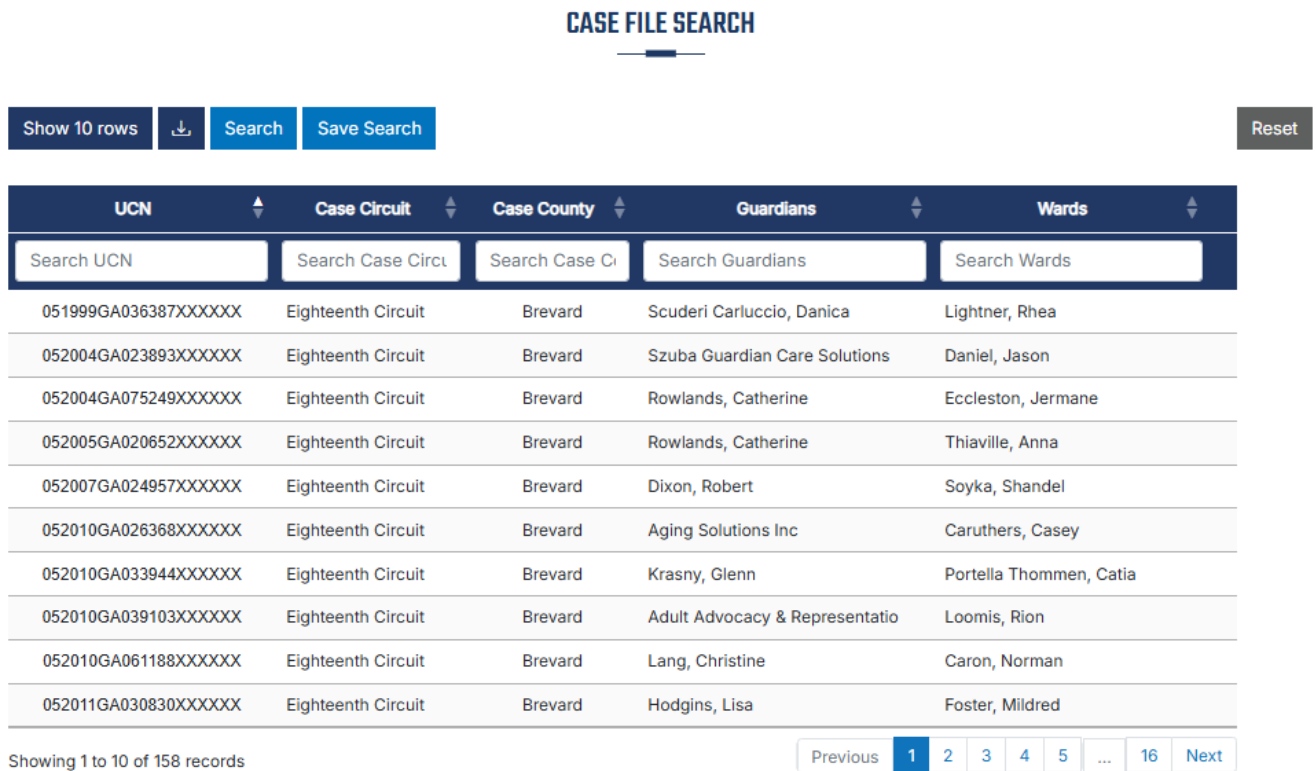 CASE FILE SEARCH
Show 10 rows Search Save Search Reset
UCN Case Circuit Case County Guardians Wards
Search UCN Search Case Circu Search Case Co Search Guardians Search Wards
051999GA036387XXXXXX Eighteenth Circuit Brevard Scuderi Carluccio, Danica Lightner, Rhea
052004GA023893XXXXXX Eighteenth Circuit Brevard Szuba Guardian Care Solutions Daniel, Jason
052004GA075249XXXXXX Eighteenth Circuit Brevard Rowlands, Catherine Eccleston, Jermane
052005GA020652XXXXXX Eighteenth Circuit Brevard Rowlands, Catherine Thiaville, Anna
052007GA024957XXXXXX Eighteenth Circuit Brevard Dixon, Robert Soyka, Shandel
052010GA026368XXXXXX Eighteenth Circuit Brevard Aging Solutions Inc Caruthers, Casey
052010GA033944XXXXXX Eighteenth Circuit Brevard Krasny, Glenn Portella Thommen, Catia
052010GA039103XXXXXX Eighteenth Circuit Brevard Adult Advocacy & Representatio Loomis, Rion
052010GA061188XXXXXX Eighteenth Circuit Brevard Lang, Christine Caron, Norman
052011GA030830XXXXXX Eighteenth Circuit Brevard Hodgins, Lisa Foster, Mildred
Showing 1 to 10 of 158 records Previous 1 2 3 4 5 ... 16 Next